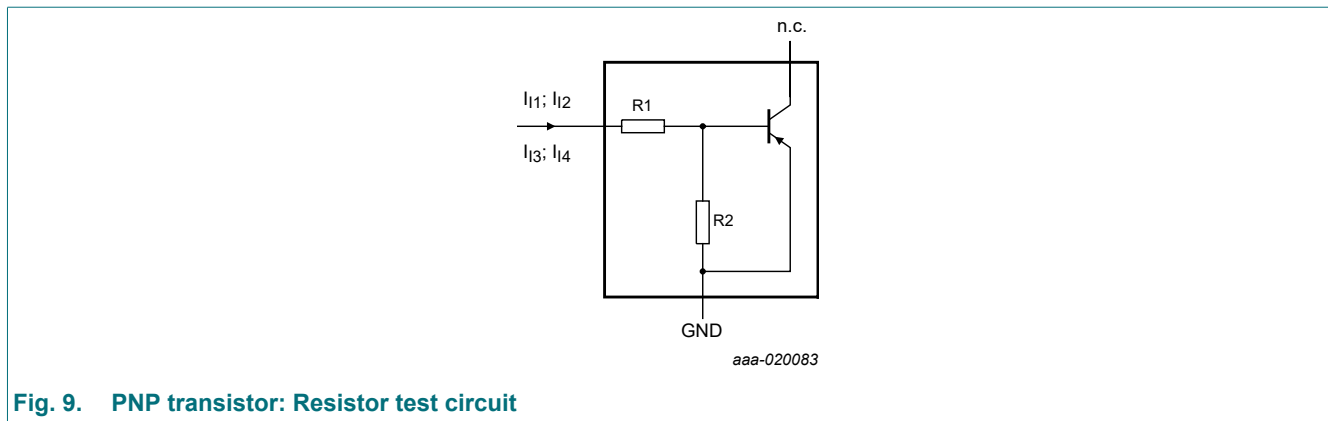 n.c.
I_I1; I_I2
R1
I_I3; I_I4
R2
GND
aaa-020083
Fig. 9. PNP transistor: Resistor test circuit